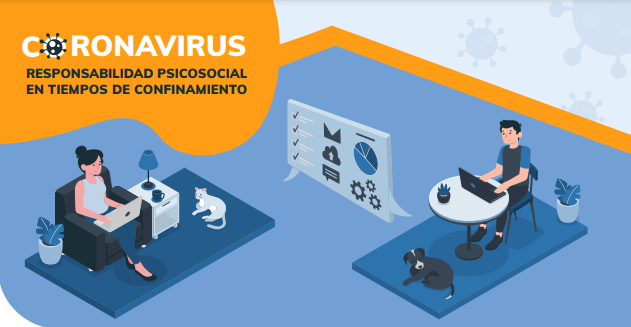 CORONAVIRUS
RESPONSABILIDAD PSICOSOCIAL
EN TIEMPOS DE CONFINAMIENTO